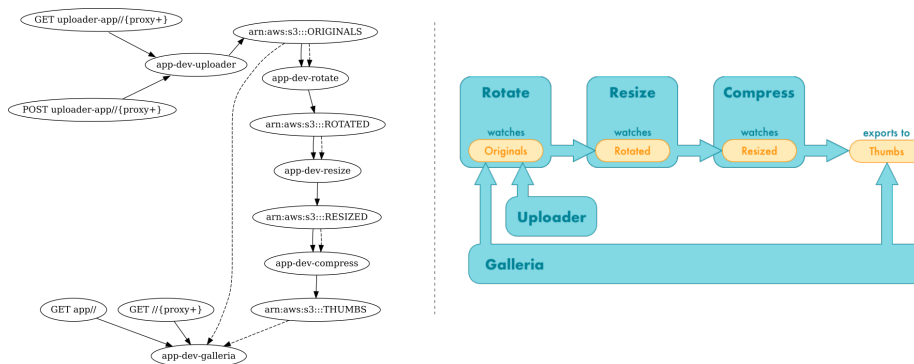 GET uploader-app//{proxy+}
arn:aws:s3:::ORIGINALS
app-dev-uploader
app-dev-rotate
POST uploader-app//{proxy+}
arn:aws:s3:::ROTATED
app-dev-resize
arn:aws:s3:::RESIZED
app-dev-compress
GET app//
GET //{proxy+}
arn:aws:s3:::THUMBS
app-dev-galleria
Rotate
Resize
Compress
watches
watches
watches
exports to
Originals
Rotated
Resized
Thumbs
Uploader
Galleria